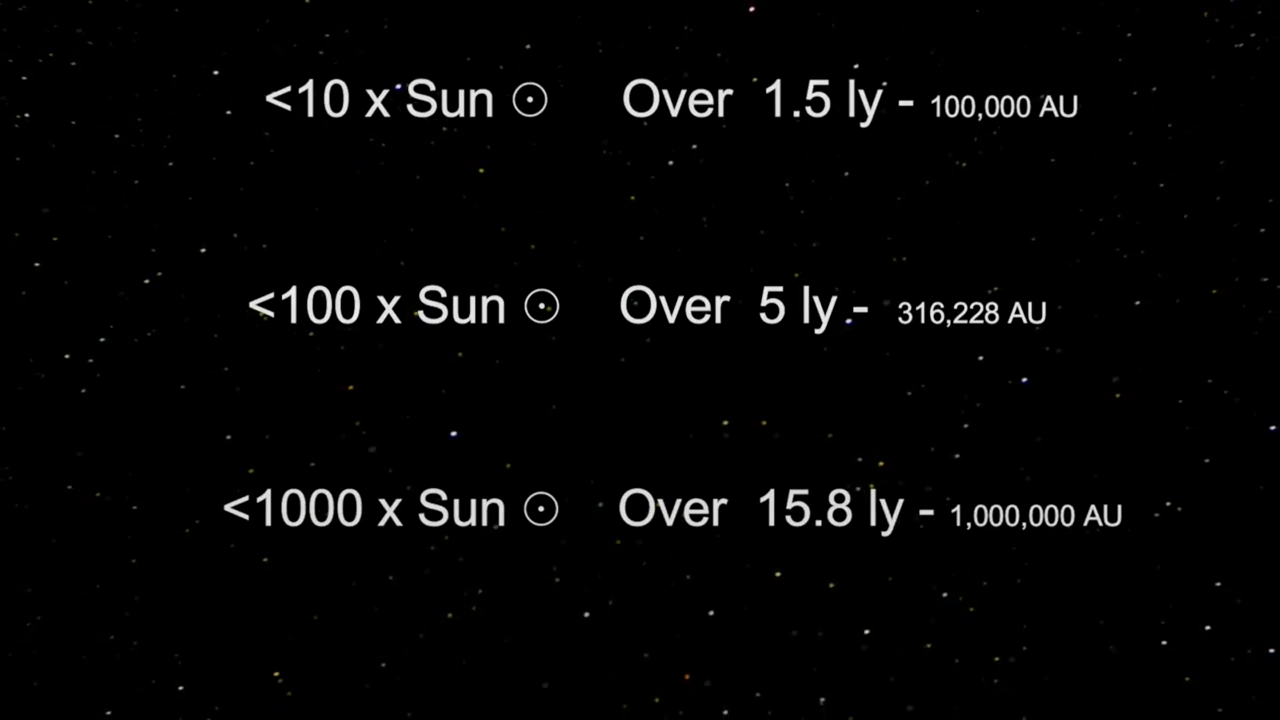 <10 x Sun ☉ Over 1.5 ly - 100,000 AU
<100 x Sun ☉ Over 5 ly - 316,228 AU
<1000 x Sun ☉ Over 15.8 ly - 1,000,000 AU